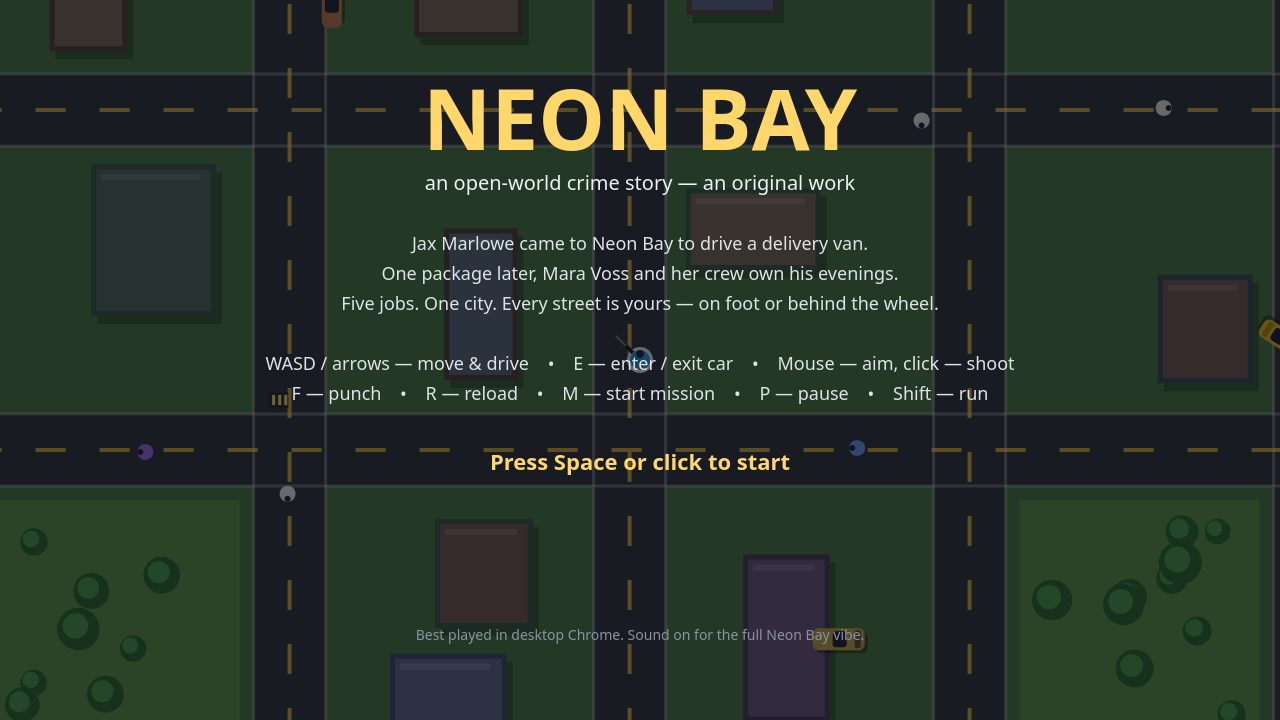 NEON BAY
an open-world crime story — an original work
Jax Marlowe came to Neon Bay to drive a delivery van.
One package later, Mara Voss and her crew own his evenings.
Five jobs. One city. Every street is yours — on foot or behind the wheel.
WASD / arrows — move & drive • E — enter / exit car • Mouse — aim, click — shoot
F — punch • R — reload • M — start mission • P — pause • Shift — run
Press Space or click to start
Best played in desktop Chrome. Sound on for the full Neon Bay vibe.